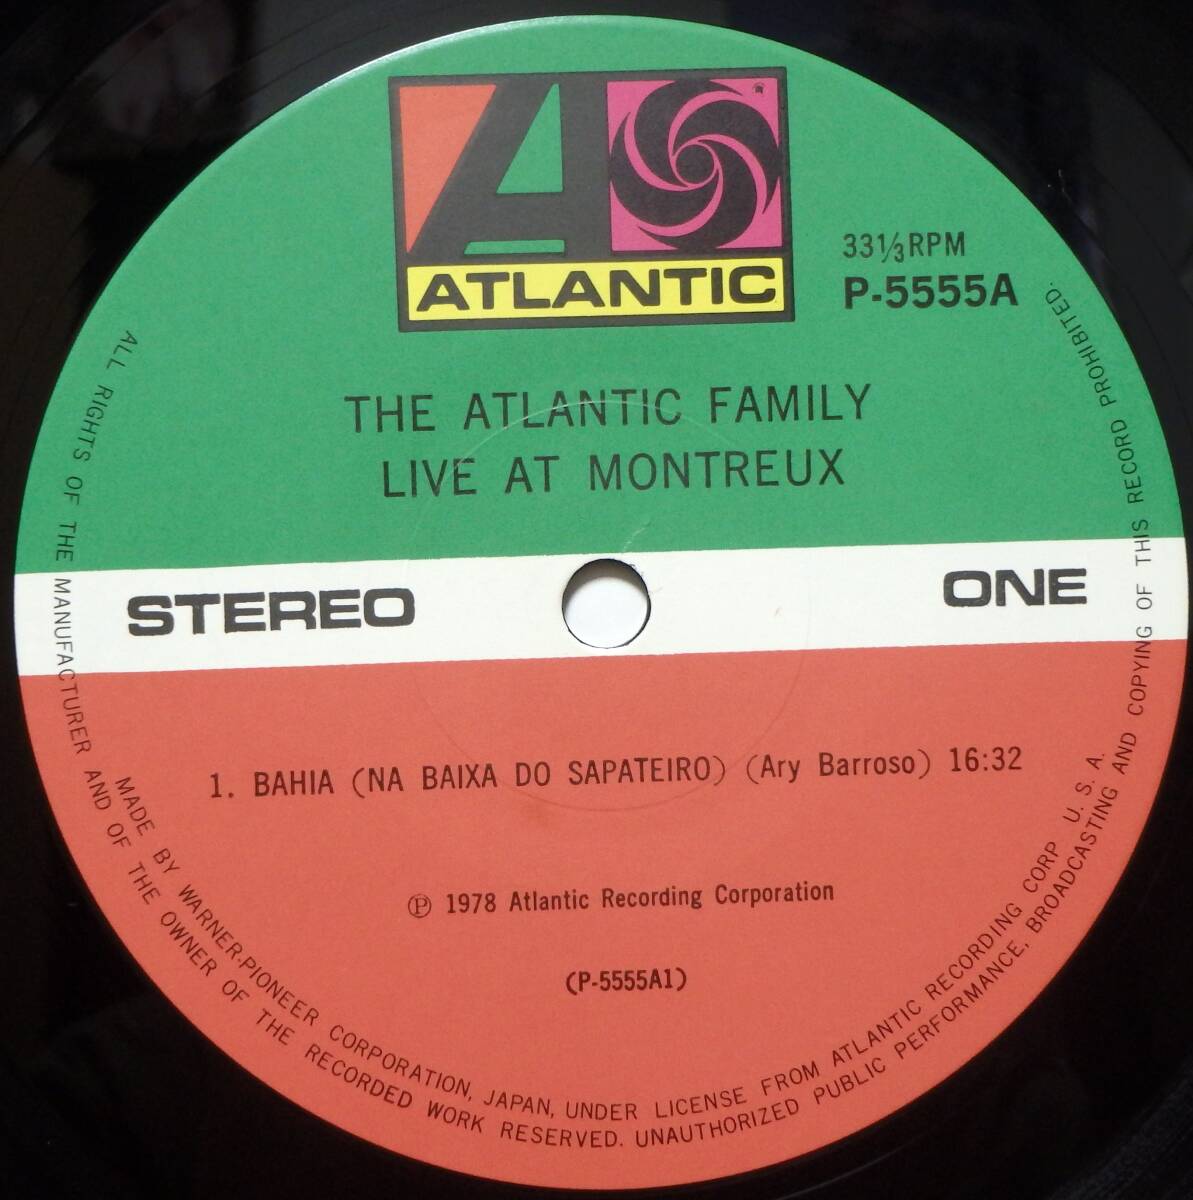 ATLANTIC
33⅓RPM
P-5555A
THE ATLANTIC FAMILY
LIVE AT MONTREUX
STEREO
ONE
1. BAHIA (NA BAIXA DO SAPATEIRO) (Ary Barroso) 16:32
℗ 1978 Atlantic Recording Corporation
(P-5555A1)
MADE BY WARNER-PIONEER CORPORATION, JAPAN, UNDER LICENSE FROM ATLANTIC RECORDING CORP U. S. A.
ALL RIGHTS OF THE MANUFACTURER AND OF THE OWNER OF THE RECORDED WORK RESERVED. UNAUTHORIZED PUBLIC PERFORMANCE, BROADCASTING AND COPYING OF THIS RECORD PROHIBITED.